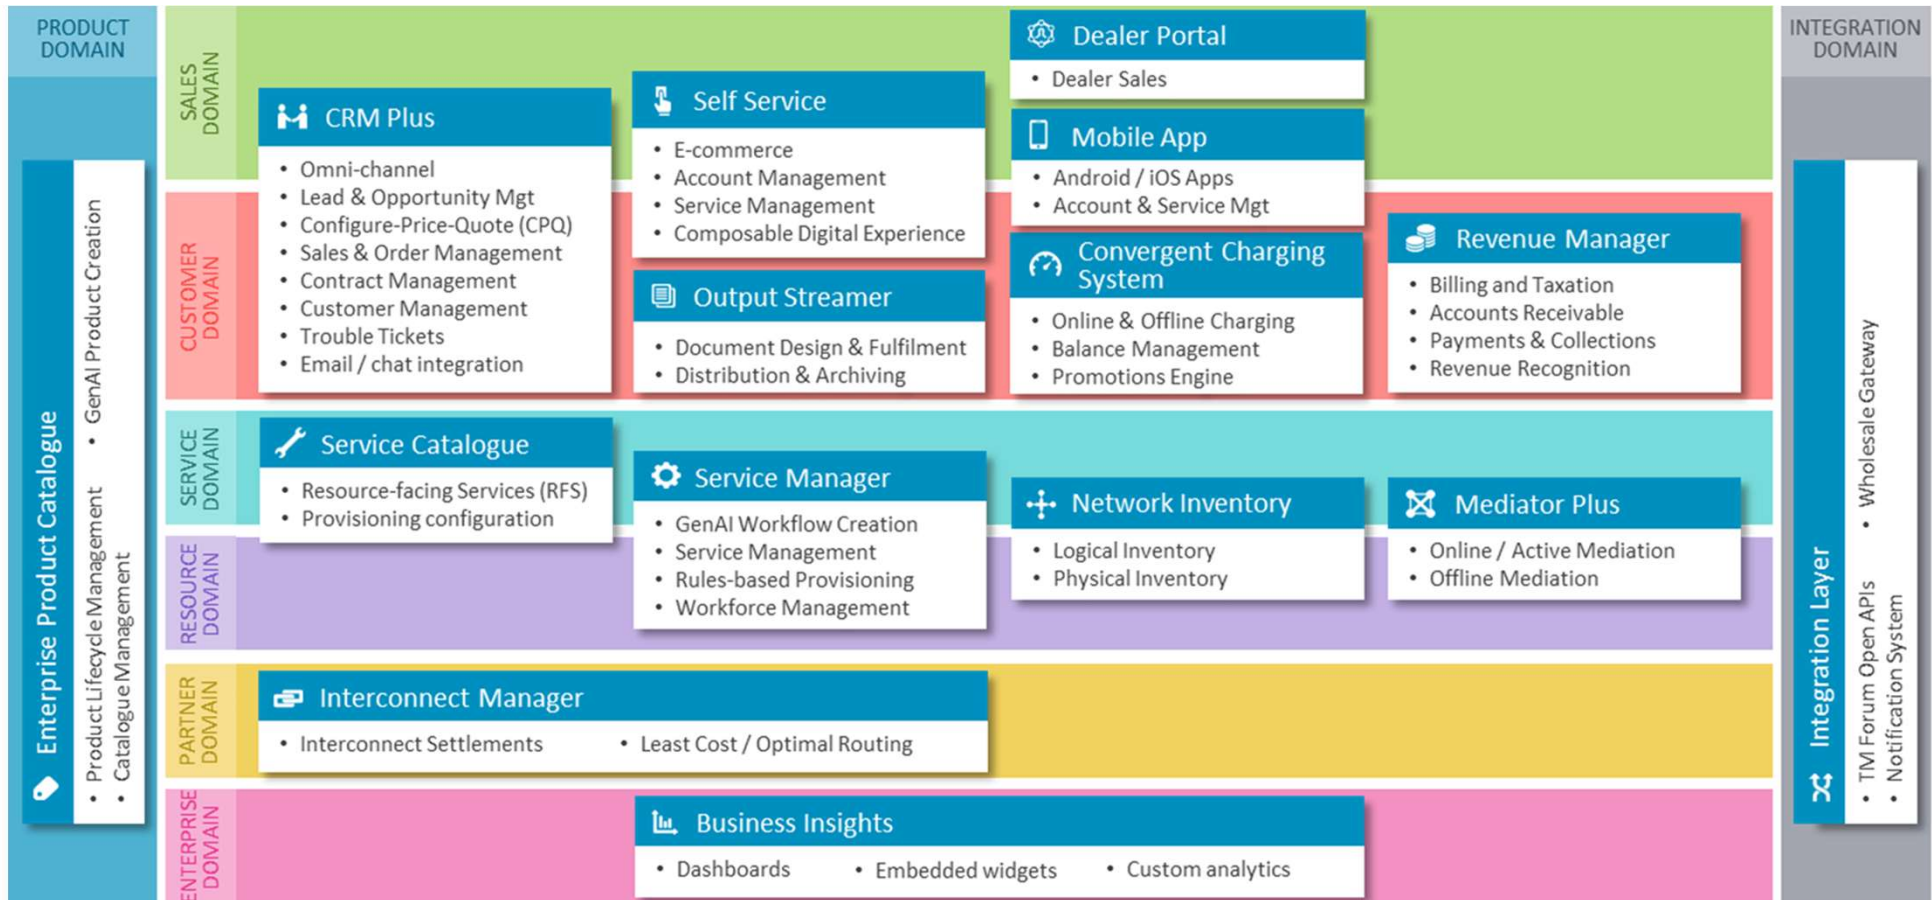 PRODUCT
DOMAIN
Enterprise Product Catalogue
• Product Lifecycle Management
• GenAI Product Creation
• Catalogue Management
SALES
DOMAIN
CUSTOMER
DOMAIN
SERVICE
DOMAIN
RESOURCE
DOMAIN
PARTNER
DOMAIN
ENTERPRISE
DOMAIN
CRM Plus
• Omni-channel
• Lead & Opportunity Mgt
• Configure-Price-Quote (CPQ)
• Sales & Order Management
• Contract Management
• Customer Management
• Trouble Tickets
• Email / chat integration
Self Service
• E-commerce
• Account Management
• Service Management
• Composable Digital Experience
Output Streamer
• Document Design & Fulfilment
• Distribution & Archiving
Dealer Portal
• Dealer Sales
Mobile App
• Android / iOS Apps
• Account & Service Mgt
Convergent Charging
System
• Online & Offline Charging
• Balance Management
• Promotions Engine
Revenue Manager
• Billing and Taxation
• Accounts Receivable
• Payments & Collections
• Revenue Recognition
Service Catalogue
• Resource-facing Services (RFS)
• Provisioning configuration
Service Manager
• GenAI Workflow Creation
• Service Management
• Rules-based Provisioning
• Workforce Management
Network Inventory
• Logical Inventory
• Physical Inventory
Mediator Plus
• Online / Active Mediation
• Offline Mediation
Interconnect Manager
• Interconnect Settlements
• Least Cost / Optimal Routing
Business Insights
• Dashboards
• Embedded widgets
• Custom analytics
INTEGRATION
DOMAIN
Integration Layer
• TM Forum Open APIs
• Wholesale Gateway
• Notification System